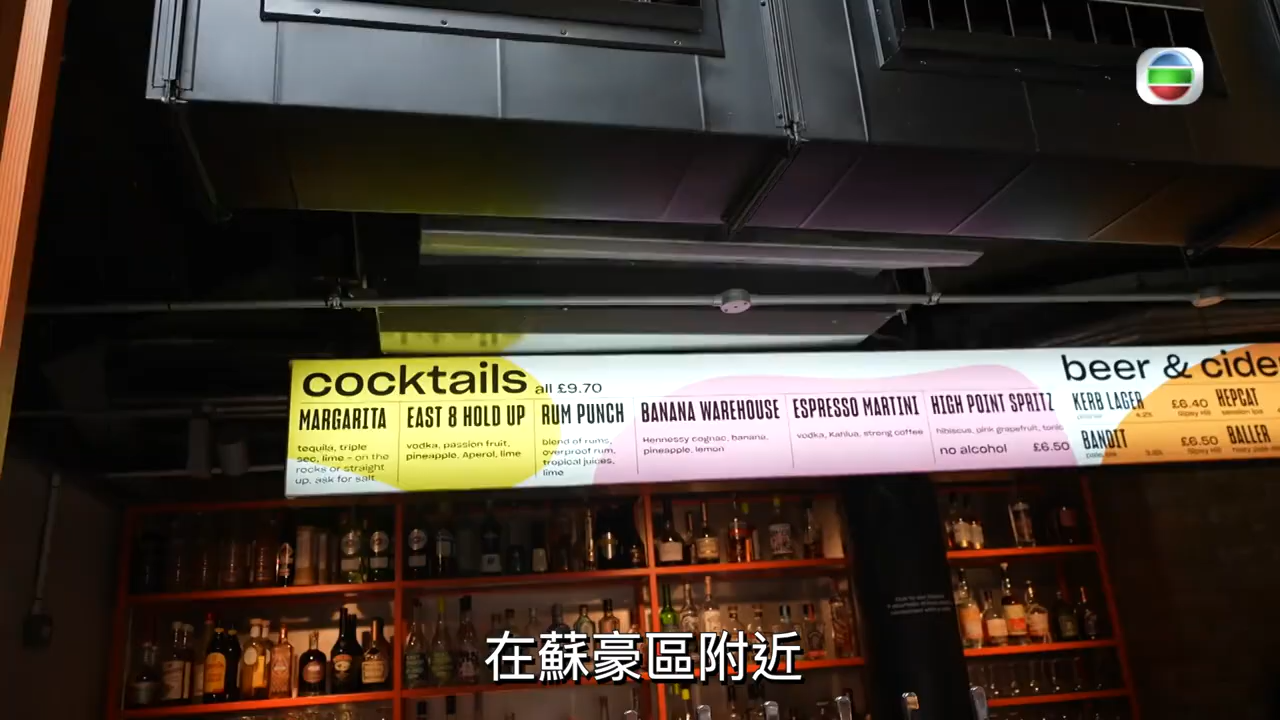 cocktails all £9.70
MARGARITA
tequila, triple
sec, lime - on the
rocks or straight
up, ask for salt
EAST 8 HOLD UP
vodka, passion fruit,
pineapple, Aperol, lime
RUM PUNCH
blend of rums,
overproof rum,
tropical juices,
lime
BANANA WAREHOUSE
Hennessy cognac, banana,
pineapple, lemon
ESPRESSO MARTINI
vodka, Kahlua, strong coffee
HIGH POINT SPRITZ
hibiscus, pink grapefruit, tonic
no alcohol £6.50
beer & cide
KERB LAGER £6.40
4.2%
HEPCAT
session ipa
BANDIT £6.50
BALLER
在蘇豪區附近